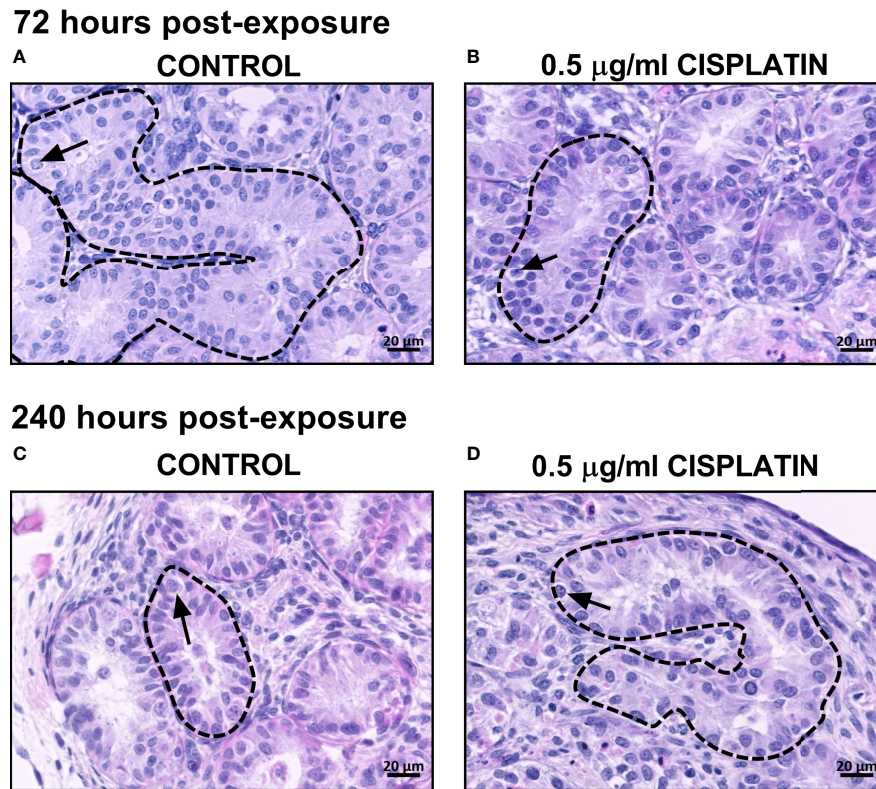 72 hours post-exposure
A CONTROL
B 0.5 μg/ml CISPLATIN
20 μm
20 μm
240 hours post-exposure
C CONTROL
D 0.5 μg/ml CISPLATIN
20 μm
20 μm